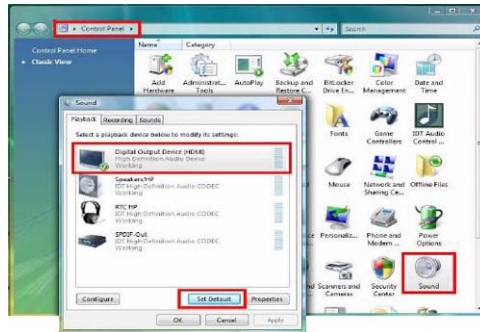 Control Panel
Search
Control Panel Home
Classic View
Name
Category
Add Hardware
Administrat... Tools
AutoPlay
Backup and Restore C...
BitLocker Drive En...
Color Management
Date and Time
Sound
Playback
Recording
Sounds
Select a playback device below to modify its settings:
Digital Output Device (HDMI)
High Definition Audio Device
Working
Speakers/HP
IDT High Definition Audio CODEC
Working
RTC HP
IDT High Definition Audio CODEC
Working
SPDIF-Out
IDT High Definition Audio CODEC
Working
Configure
Set Default
Properties
OK
Cancel
Apply
Fonts
Game Controllers
IDT Audio Control ...
Mouse
Network and Sharing Ce...
Offline Files
Personaliz...
Phone and Modem ...
Power Options
Scanners and Cameras
Security Center
Sound